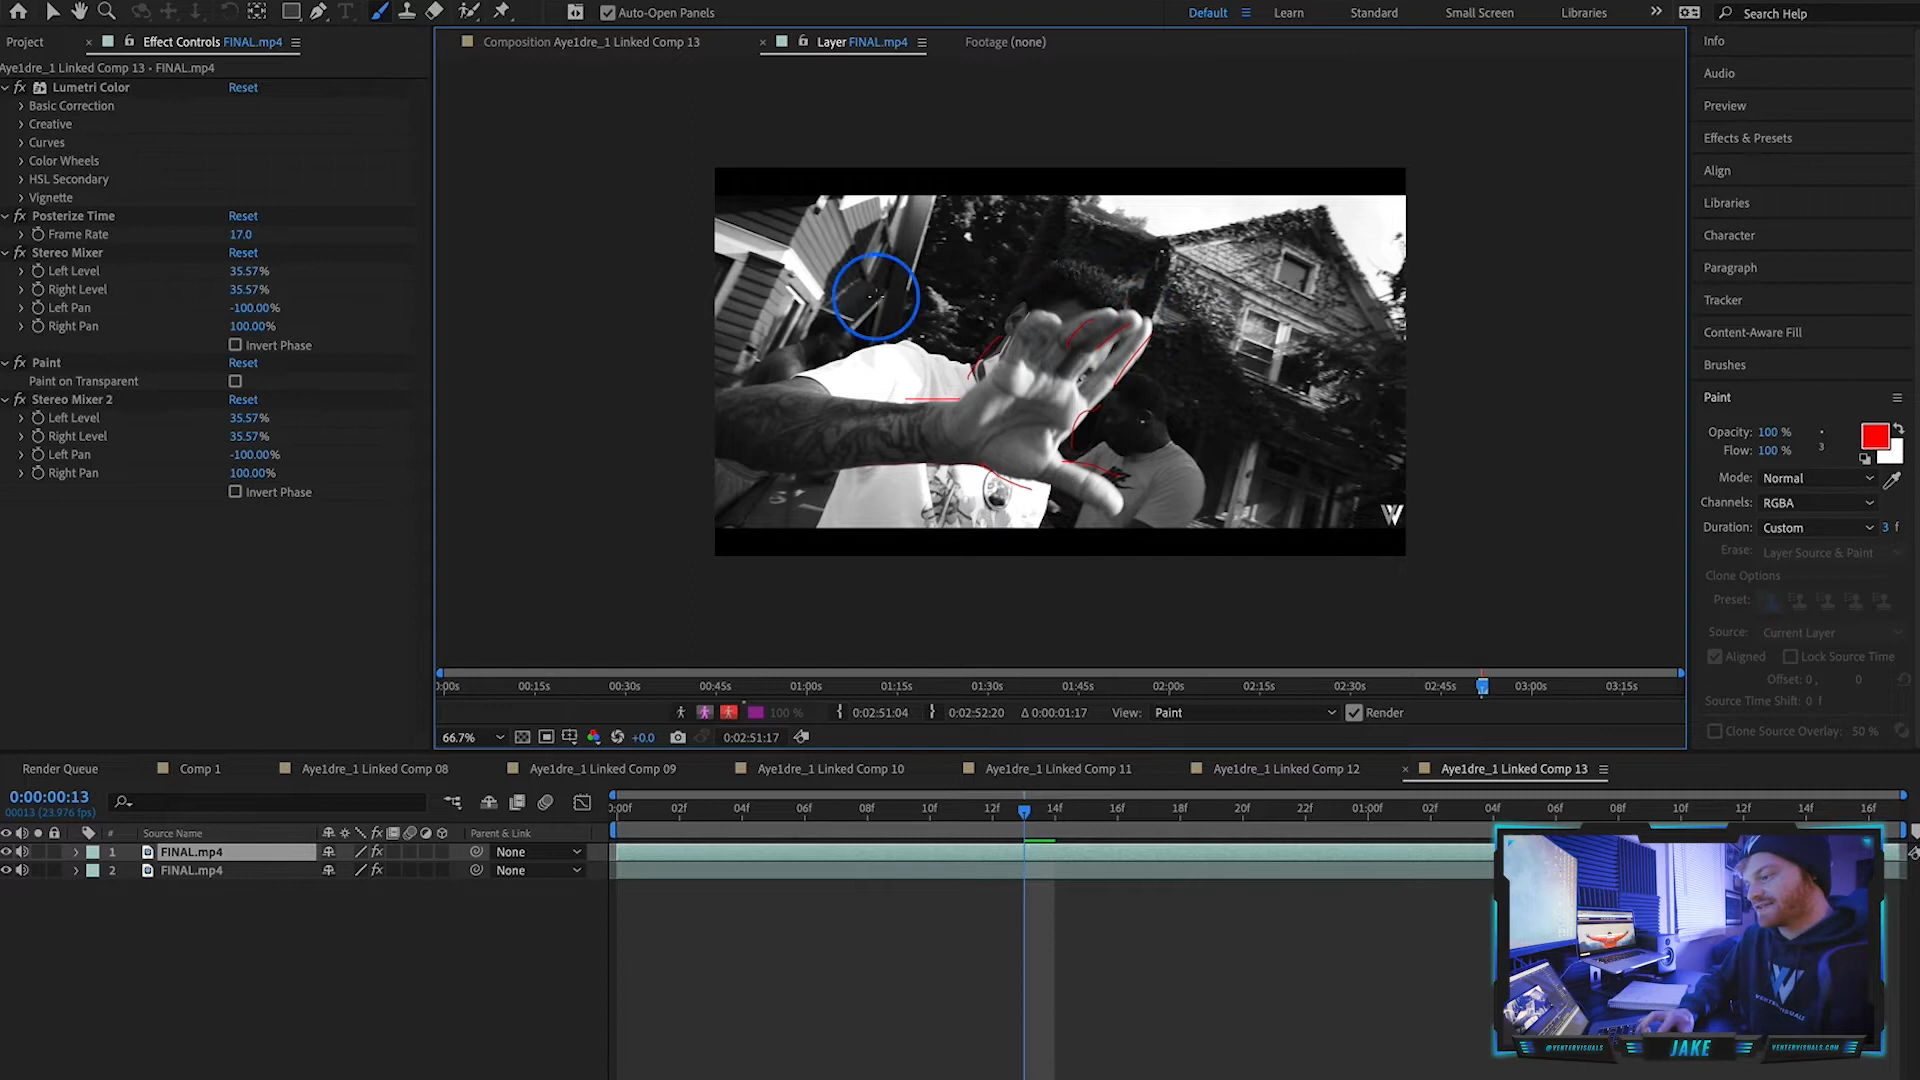 Auto-Open Panels
Default
Learn
Standard
Small Screen
Libraries
Search Help
Project
Effect Controls FINAL.mp4
Composition Aye1dre_1 Linked Comp 13
Layer FINAL.mp4
Footage (none)
Aye1dre_1 Linked Comp 13 • FINAL.mp4
fx Lumetri Color Reset
Basic Correction
Creative
Curves
Color Wheels
HSL Secondary
Vignette
fx Posterize Time Reset
Frame Rate 17.0
fx Stereo Mixer Reset
Left Level 35.57%
Right Level 35.57%
Left Pan -100.00%
Right Pan 100.00%
Invert Phase
fx Paint Reset
Paint on Transparent
fx Stereo Mixer 2 Reset
Left Level 35.57%
Right Level 35.57%
Left Pan -100.00%
Right Pan 100.00%
Invert Phase
Info
Audio
Preview
Effects & Presets
Align
Libraries
Character
Paragraph
Tracker
Content-Aware Fill
Brushes
Paint
Opacity: 100 %
Flow: 100 % 3
Mode: Normal
Channels: RGBA
Duration: Custom 3 f
Erase: Layer Source & Paint
Clone Options
Preset:
Source: Current Layer
Aligned Lock Source Time
Offset: 0 , 0
Source Time Shift: 0 f
Clone Source Overlay: 50 %
0:00s 00:15s 00:30s 00:45s 01:00s 01:15s 01:30s 01:45s 02:00s 02:15s 02:30s 02:45s 03:00s 03:15s
100 % 0:02:51:04 0:02:52:20 Δ 0:00:01:17 View: Paint Render
66.7% +0.0 0:02:51:17
Render Queue
Comp 1
Aye1dre_1 Linked Comp 08
Aye1dre_1 Linked Comp 09
Aye1dre_1 Linked Comp 10
Aye1dre_1 Linked Comp 11
Aye1dre_1 Linked Comp 12
Aye1dre_1 Linked Comp 13
0:00:00:13
00013 (23.976 fps)
0:00f 02f 04f 06f 08f 10f 12f 14f 16f 18f 20f 22f 01:00f 02f 04f 06f 08f 10f 12f 14f 16f
# Source Name fx Parent & Link
1 FINAL.mp4 fx None
2 FINAL.mp4 fx None
VENTERVISUALS
@VENTERVISUALS
JAKE
VENTERVISUALS.COM